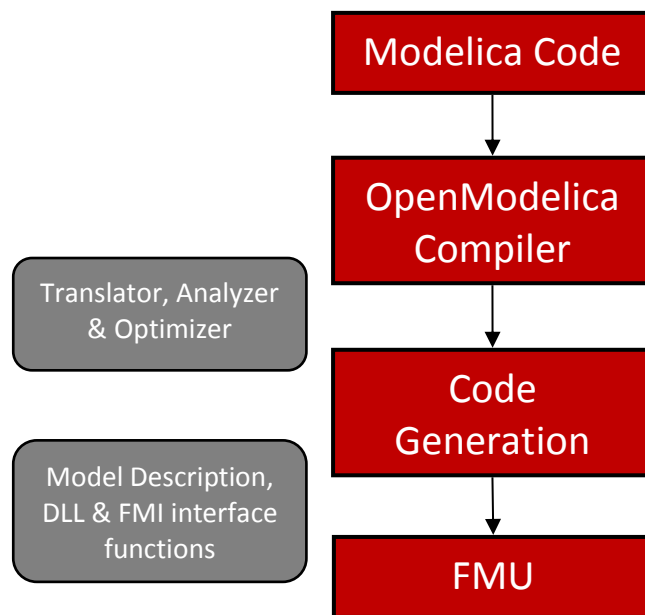 Modelica Code
OpenModelica
Compiler
Translator, Analyzer
& Optimizer
Code
Generation
Model Description,
DLL & FMI interface
functions
FMU